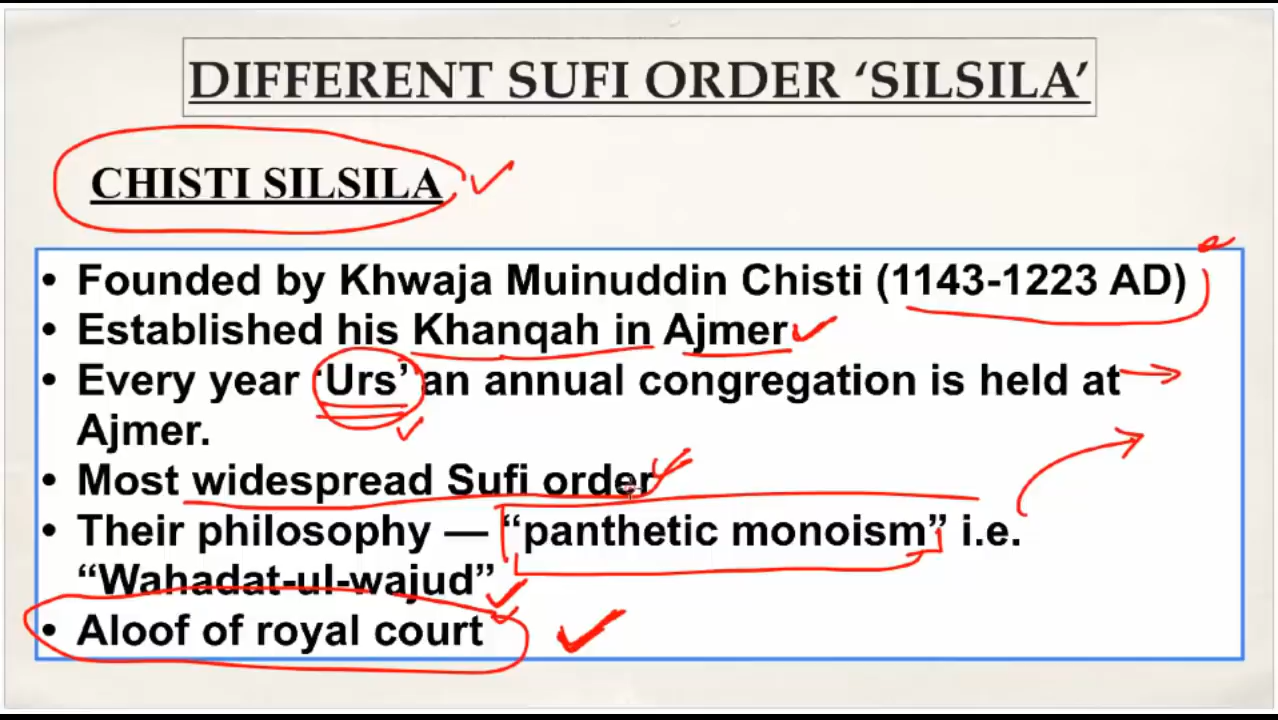 DIFFERENT SUFI ORDER ‘SILSILA’
CHISTI SILSILA
• Founded by Khwaja Muinuddin Chisti (1143-1223 AD)
• Established his Khanqah in Ajmer
• Every year ‘Urs’ an annual congregation is held at
Ajmer.
• Most widespread Sufi order
• Their philosophy — “panthetic monoism” i.e.
“Wahadat-ul-wajud”
• Aloof of royal court